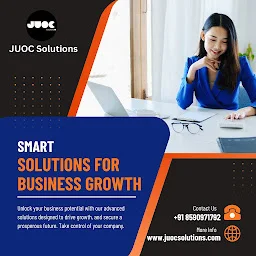 JUOC
JUOC Solutions
SMART
SOLUTIONS FOR
BUSINESS GROWTH
Unlock your business potential with our advanced
solutions designed to drive growth, and secure a
prosperous future. Take control of your company.
Contact Us
+91 8590971792
More Info
www.juocsolutions.com